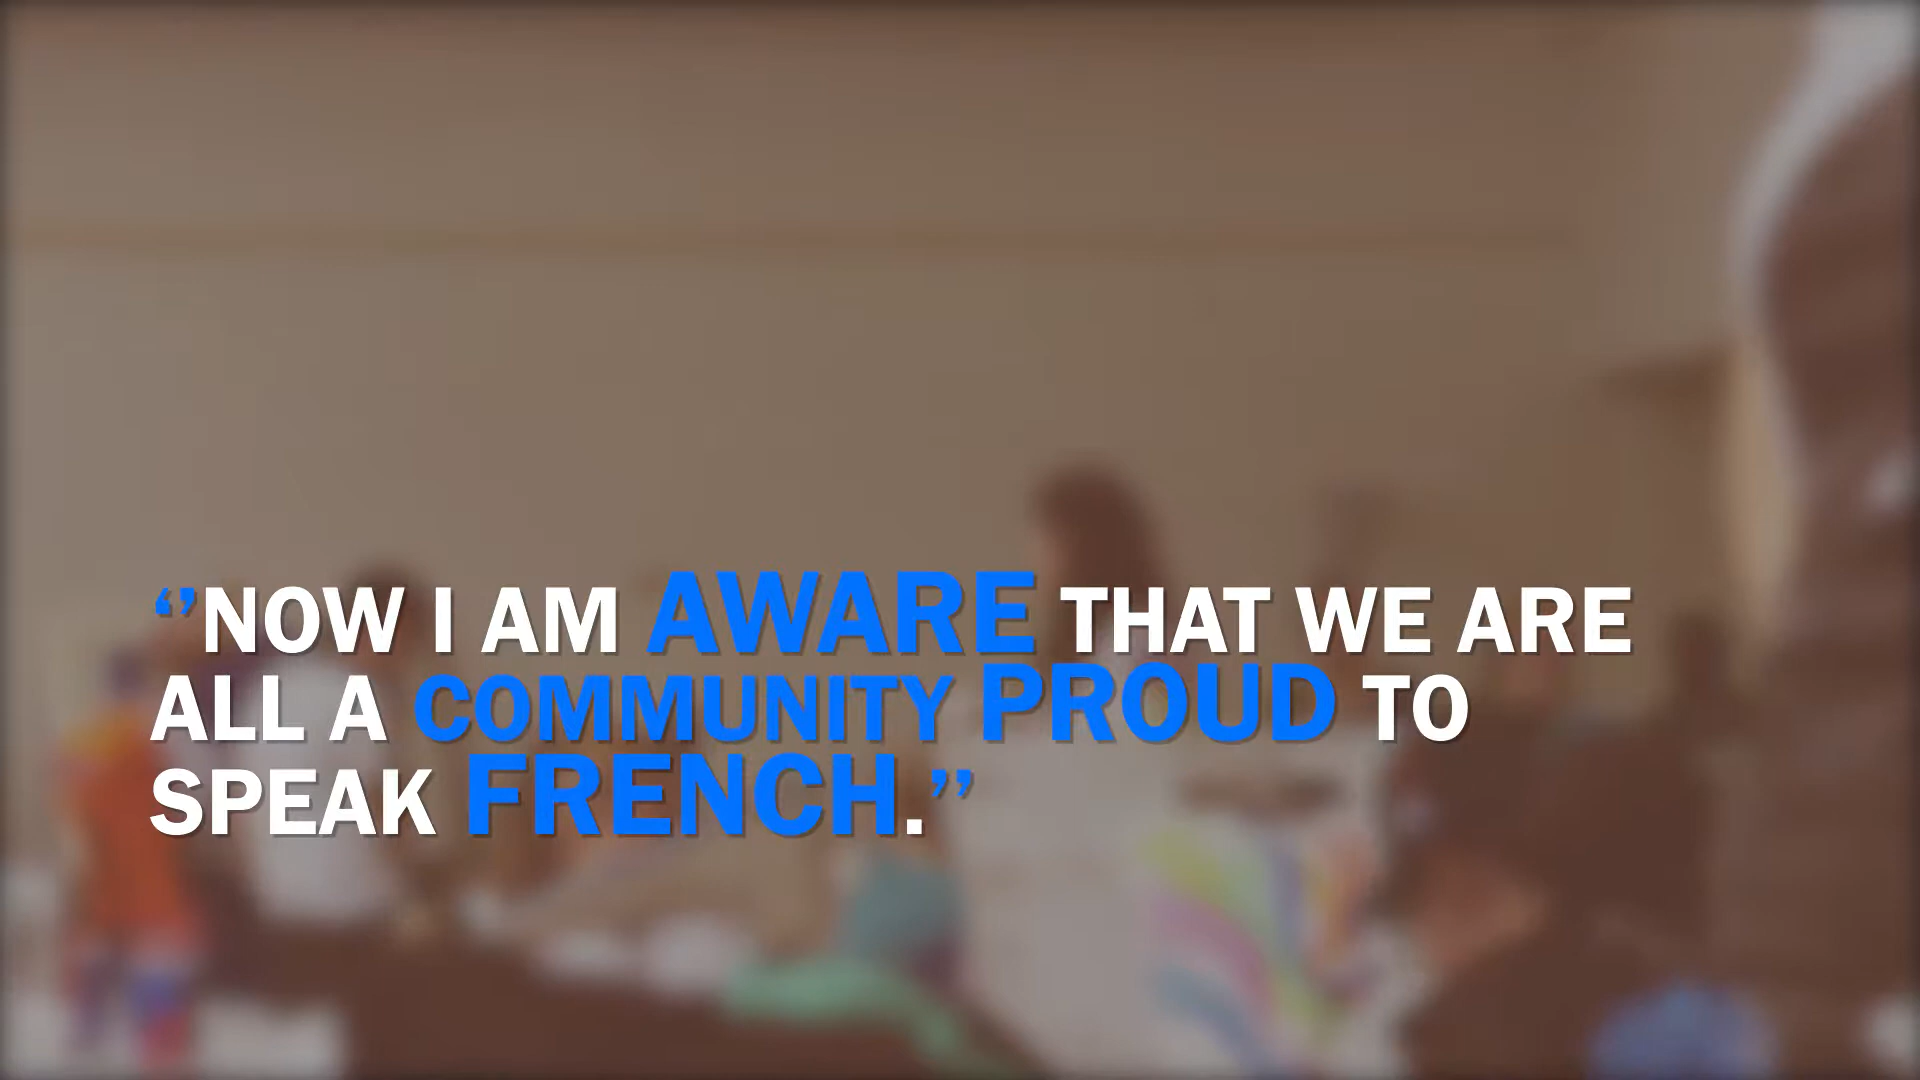 ‘’NOW I AM AWARE THAT WE ARE
ALL A COMMUNITY PROUD TO
SPEAK FRENCH.’’